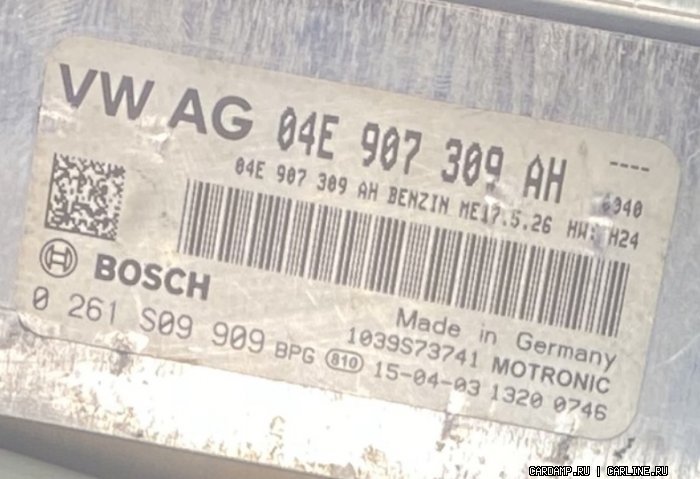 VW AG 04E 907 309 AH ----
04E 907 309 AH BENZIN ME17.5.26 HW: H24
BOSCH
Made in Germany
0 261 S09 909 BPG 810 1039S73741 MOTRONIC
15-04-03 1320 0746
CARDAMP.RU | CARLINE.RU